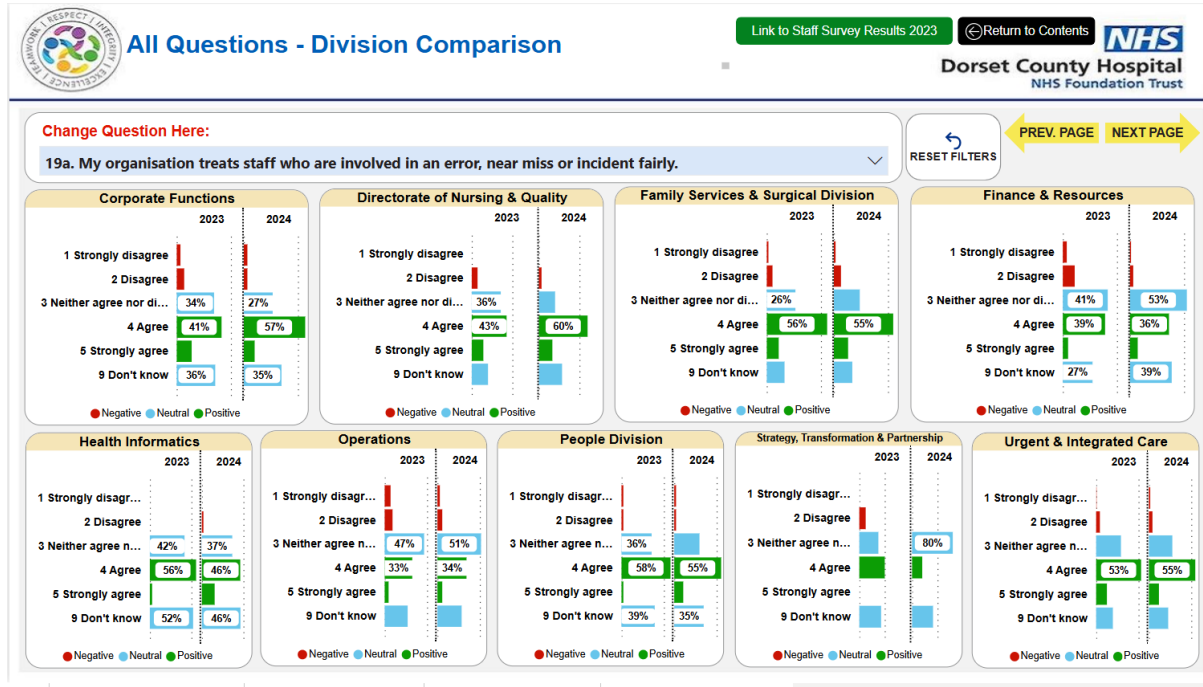 TEAMWORK | RESPECT | INTEGRITY | EXCELLENCE |
All Questions - Division Comparison
Link to Staff Survey Results 2023
Return to Contents
NHS
Dorset County Hospital
NHS Foundation Trust
Change Question Here:
19a. My organisation treats staff who are involved in an error, near miss or incident fairly.
RESET FILTERS
PREV. PAGE
NEXT PAGE
Corporate Functions
2023 2024
1 Strongly disagree
2 Disagree
3 Neither agree nor di... 34% 27%
4 Agree 41% 57%
5 Strongly agree
9 Don't know 36% 35%
Negative Neutral Positive
Directorate of Nursing & Quality
2023 2024
1 Strongly disagree
2 Disagree
3 Neither agree nor di... 36%
4 Agree 43% 60%
5 Strongly agree
9 Don't know
Negative Neutral Positive
Family Services & Surgical Division
2023 2024
1 Strongly disagree
2 Disagree
3 Neither agree nor di... 26%
4 Agree 56% 55%
5 Strongly agree
9 Don't know
Negative Neutral Positive
Finance & Resources
2023 2024
1 Strongly disagree
2 Disagree
3 Neither agree nor di... 41% 53%
4 Agree 39% 36%
5 Strongly agree
9 Don't know 27% 39%
Negative Neutral Positive
Health Informatics
2023 2024
1 Strongly disagr...
2 Disagree
3 Neither agree n... 42% 37%
4 Agree 56% 46%
5 Strongly agree
9 Don't know 52% 46%
Negative Neutral Positive
Operations
2023 2024
1 Strongly disagr...
2 Disagree
3 Neither agree n... 47% 51%
4 Agree 33% 34%
5 Strongly agree
9 Don't know
Negative Neutral Positive
People Division
2023 2024
1 Strongly disagr...
2 Disagree
3 Neither agree n... 36%
4 Agree 58% 55%
5 Strongly agree
9 Don't know 39% 35%
Negative Neutral Positive
Strategy, Transformation & Partnership
2023 2024
1 Strongly disagr...
2 Disagree
3 Neither agree n... 80%
4 Agree
5 Strongly agree
9 Don't know
Negative Neutral Positive
Urgent & Integrated Care
2023 2024
1 Strongly disagr...
2 Disagree
3 Neither agree n...
4 Agree 53% 55%
5 Strongly agree
9 Don't know
Negative Neutral Positive